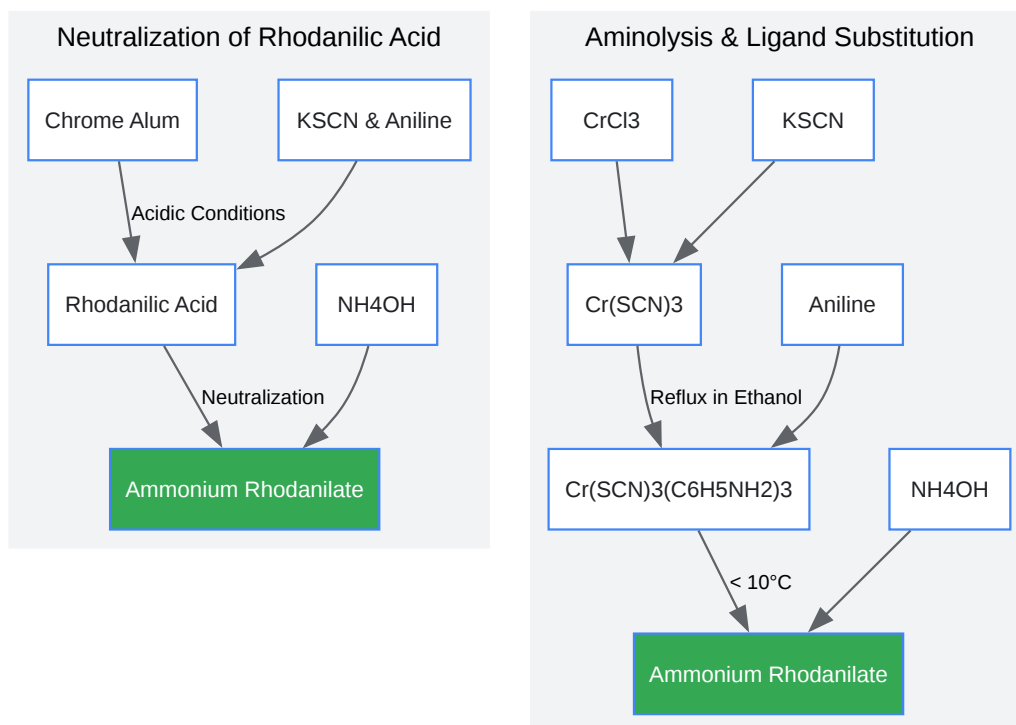 Neutralization of Rhodanilic Acid
Chrome Alum
KSCN & Aniline
Acidic Conditions
Rhodanilic Acid
NH4OH
Neutralization
Ammonium Rhodanilate
Aminolysis & Ligand Substitution
CrCl3
KSCN
Cr(SCN)3
Aniline
Reflux in Ethanol
Cr(SCN)3(C6H5NH2)3
NH4OH
< 10°C
Ammonium Rhodanilate